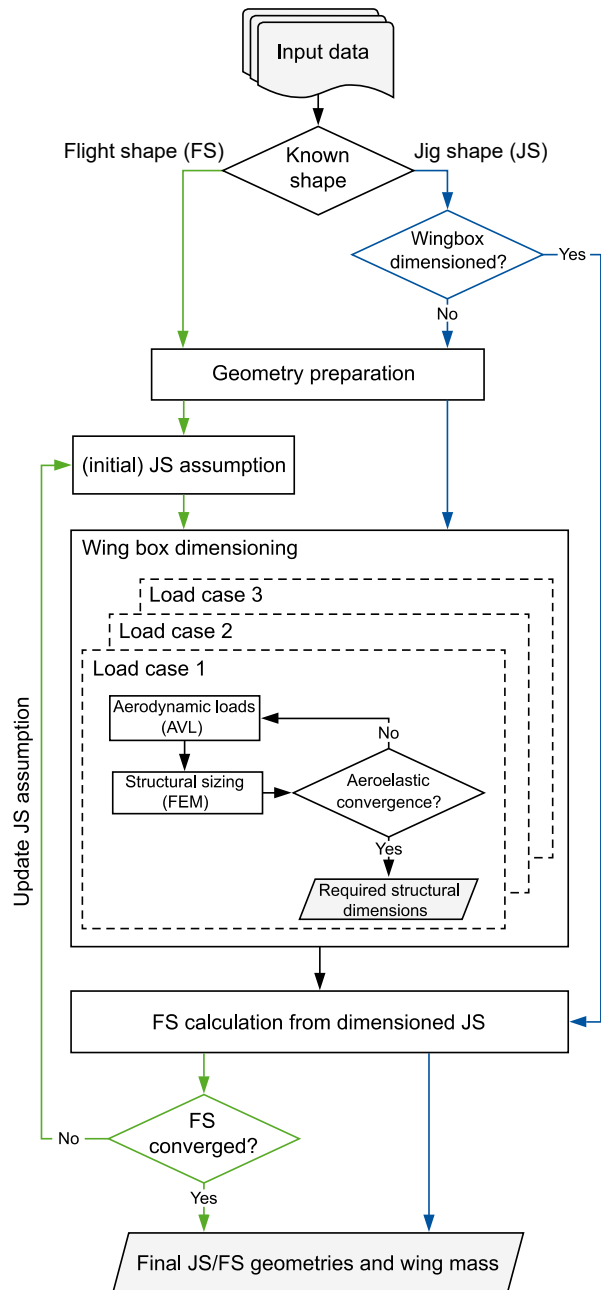 Input data
Flight shape (FS)
Known
shape
Jig shape (JS)
Wingbox
dimensioned?
Yes
No
Geometry preparation
(initial) JS assumption
Wing box dimensioning
Load case 3
Load case 2
Load case 1
Aerodynamic loads
(AVL)
No
Structural sizing
(FEM)
Aeroelastic
convergence?
Yes
Required structural
dimensions
Update JS assumption
FS calculation from dimensioned JS
FS
converged?
No
Yes
Final JS/FS geometries and wing mass